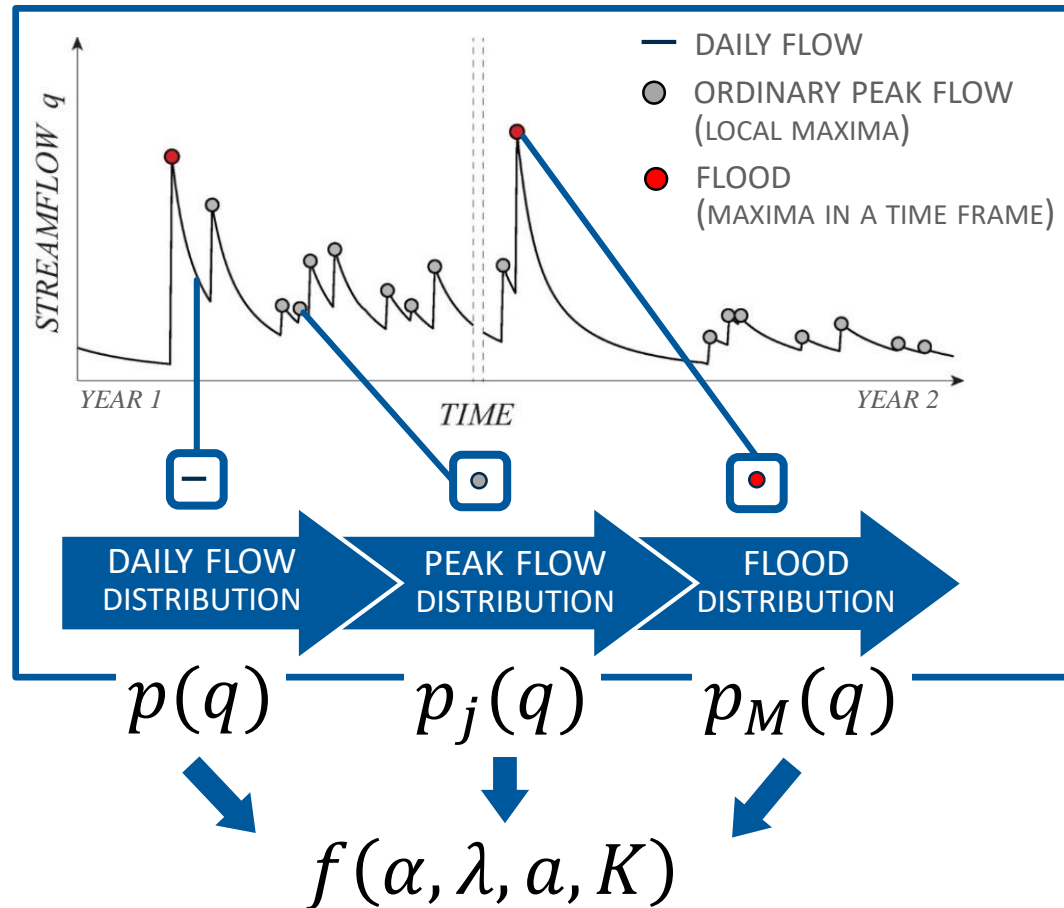 STREAMFLOW q
DAILY FLOW
ORDINARY PEAK FLOW
(LOCAL MAXIMA)
FLOOD
(MAXIMA IN A TIME FRAME)
YEAR 1
TIME
YEAR 2
DAILY FLOW
DISTRIBUTION
PEAK FLOW
DISTRIBUTION
FLOOD
DISTRIBUTION
p(q)
p_j(q)
p_M(q)
f(α, λ, a, K)